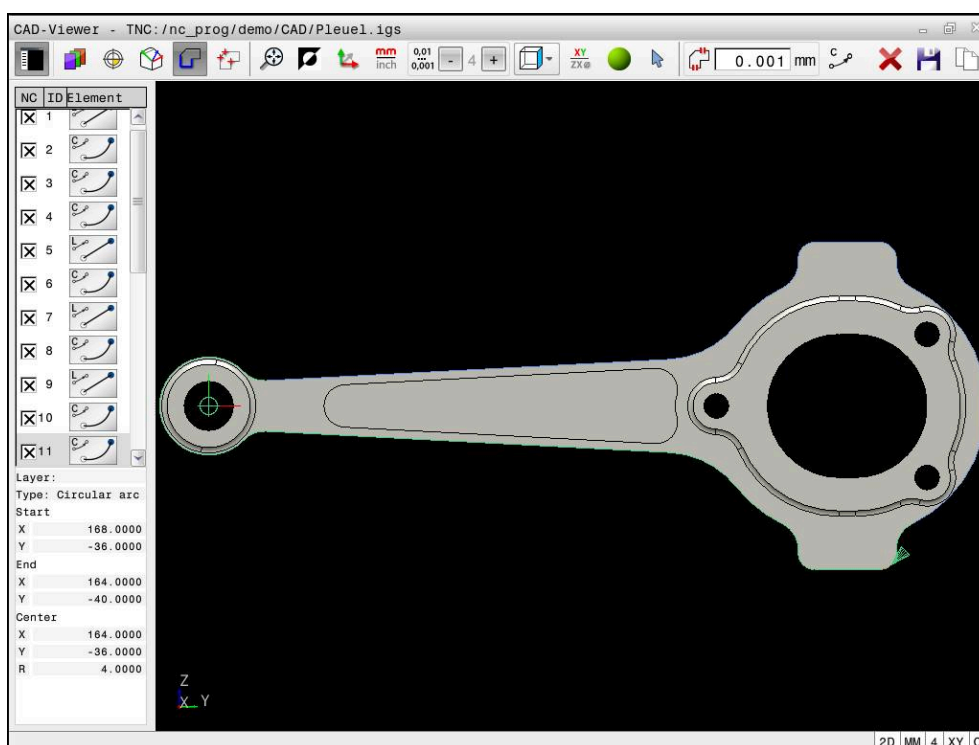 CAD-Viewer - TNC:/nc_prog/demo/CAD/Pleuel.igs
mm inch 0,01 0,001 - 4 + XY ZX 0.001 mm C
NC ID Element
1
2 C
3 C
4 C
5 L
6 C
7 L
8 C
9 L
10 C
11 C
Layer:
Type: Circular arc
Start
X 168.0000
Y -36.0000
End
X 164.0000
Y -40.0000
Center
X 164.0000
Y -36.0000
R 4.0000
Z
X Y
2D MM 4 XY